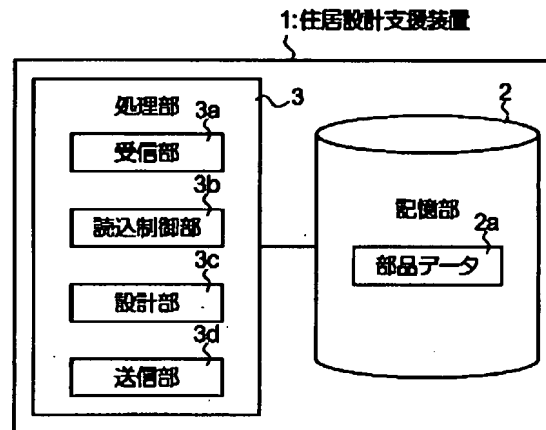 1:住居設計支援装置
処理部
3
3a
受信部
3b
読込制御部
3c
設計部
3d
送信部
2
記憶部
2a
部品データ